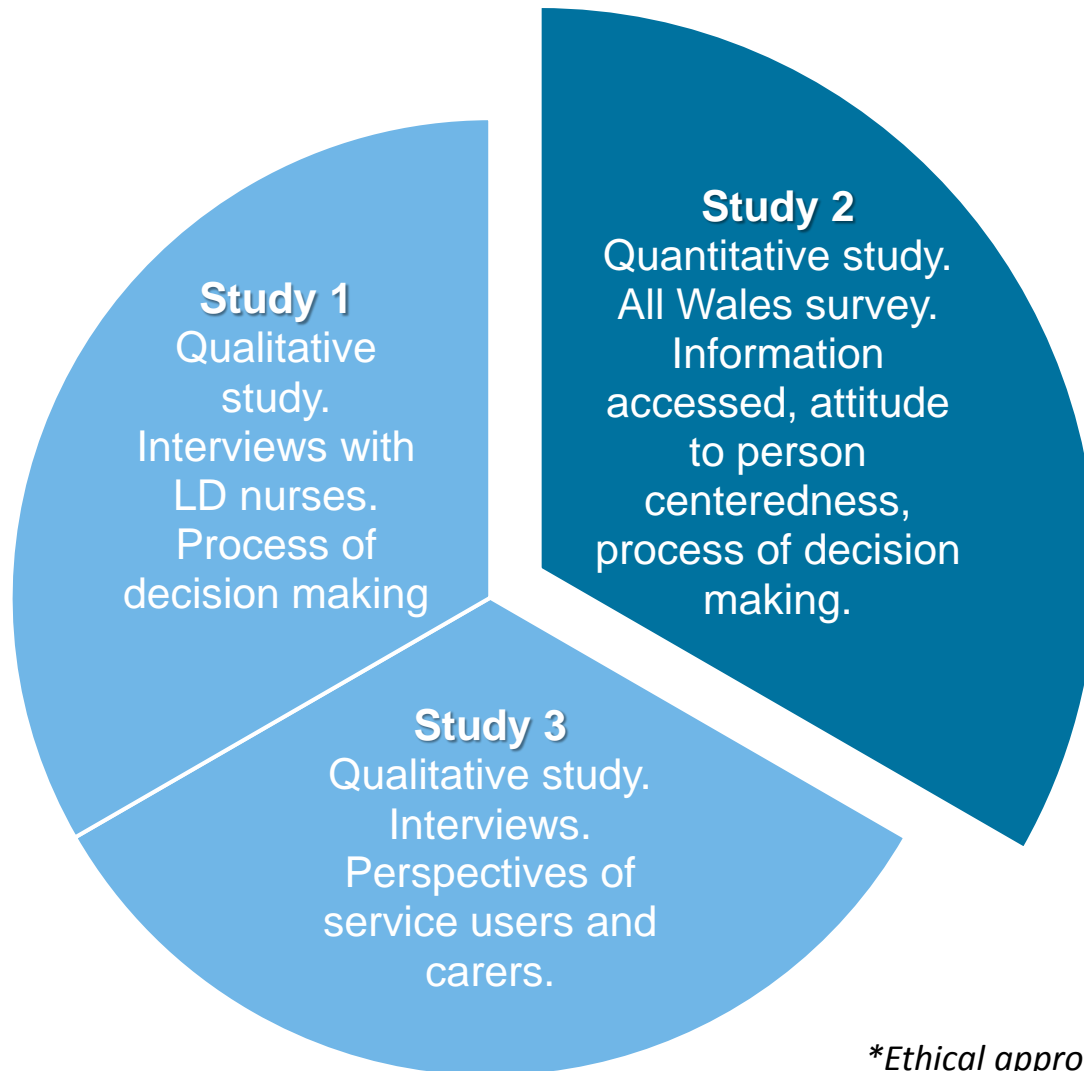 Study 1
Qualitative
study.
Interviews with
LD nurses.
Process of
decision making
Study 2
Quantitative study.
All Wales survey.
Information
accessed, attitude
to person
centeredness,
process of decision
making.
Study 3
Qualitative study.
Interviews.
Perspectives of
service users and
carers.
*Ethical